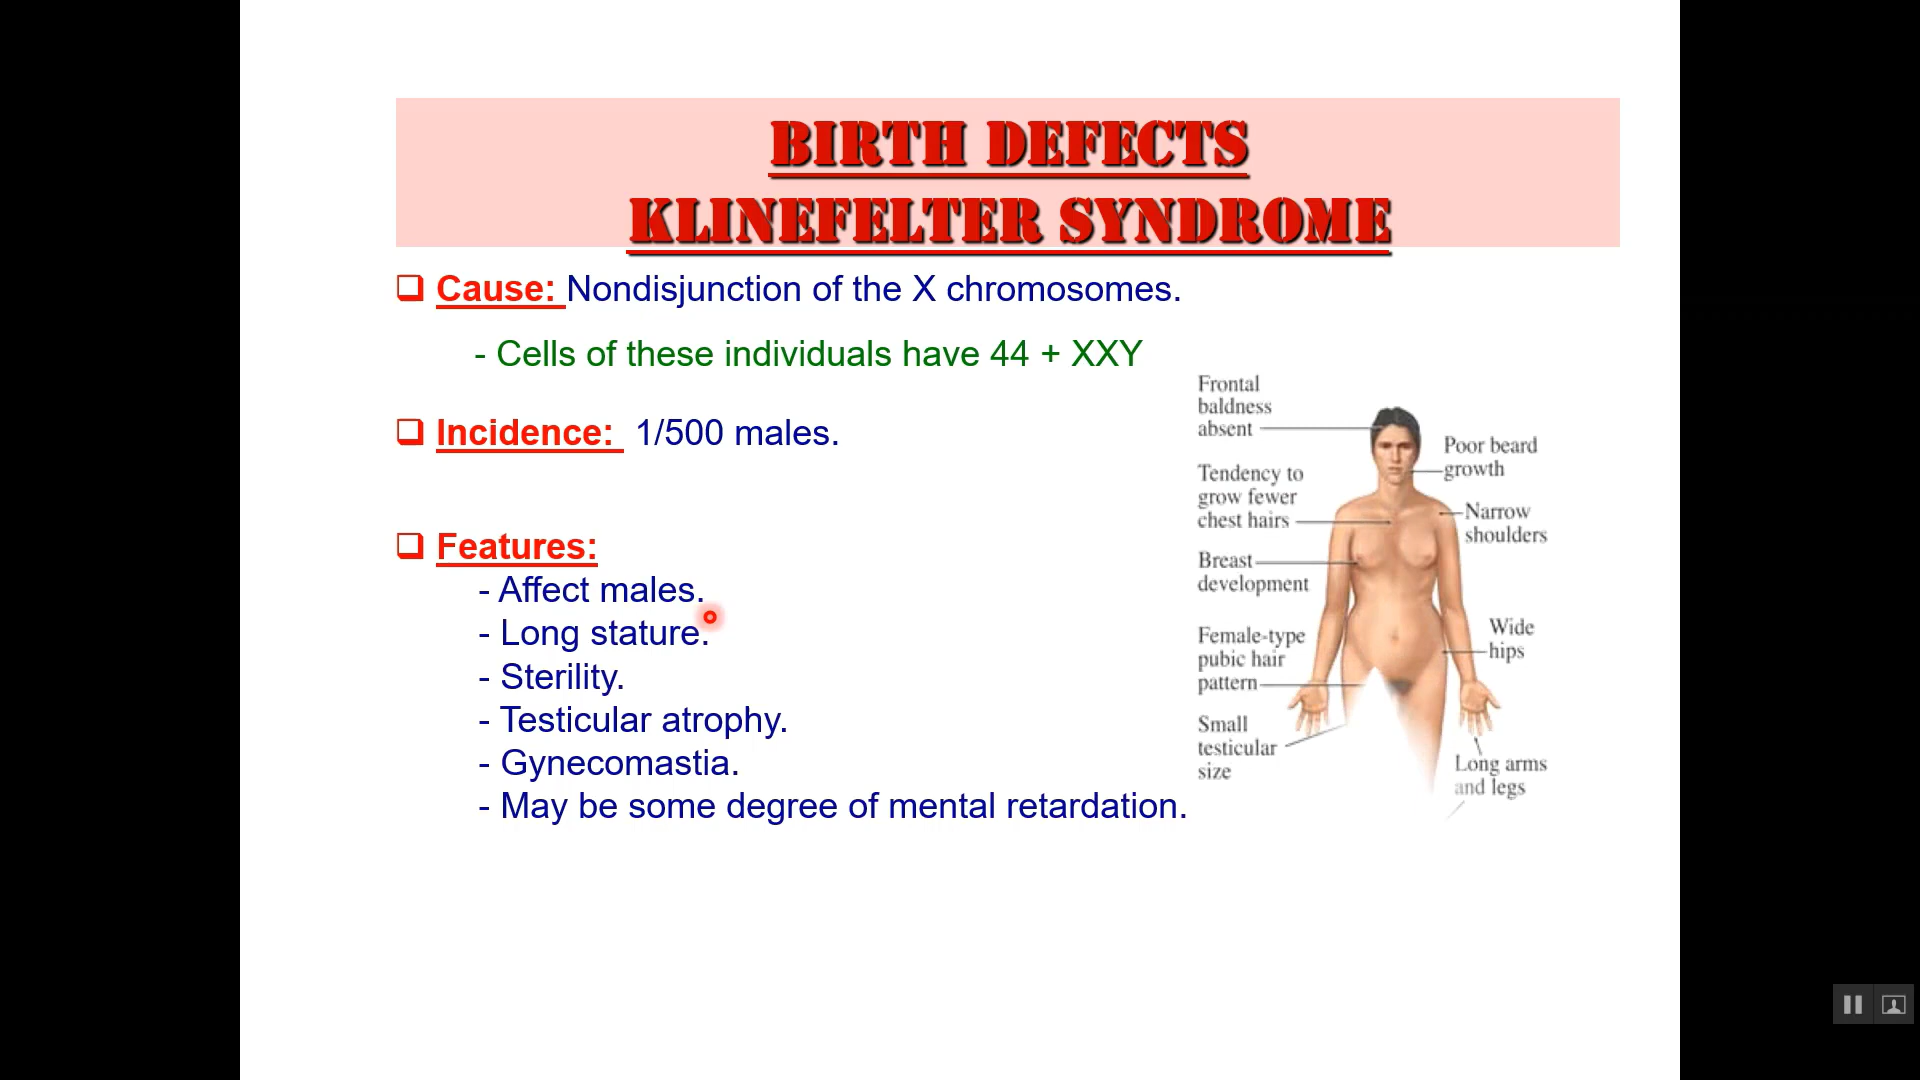 BIRTH DEFECTS
KLINEFELTER SYNDROME
Cause: Nondisjunction of the X chromosomes.
- Cells of these individuals have 44 + XXY
Incidence: 1/500 males.
Features:
- Affect males.
- Long stature.
- Sterility.
- Testicular atrophy.
- Gynecomastia.
- May be some degree of mental retardation.
Frontal
baldness
absent
Tendency to
grow fewer
chest hairs
Breast
development
Female-type
pubic hair
pattern
Small
testicular
size
Poor beard
growth
Narrow
shoulders
Wide
hips
Long arms
and legs